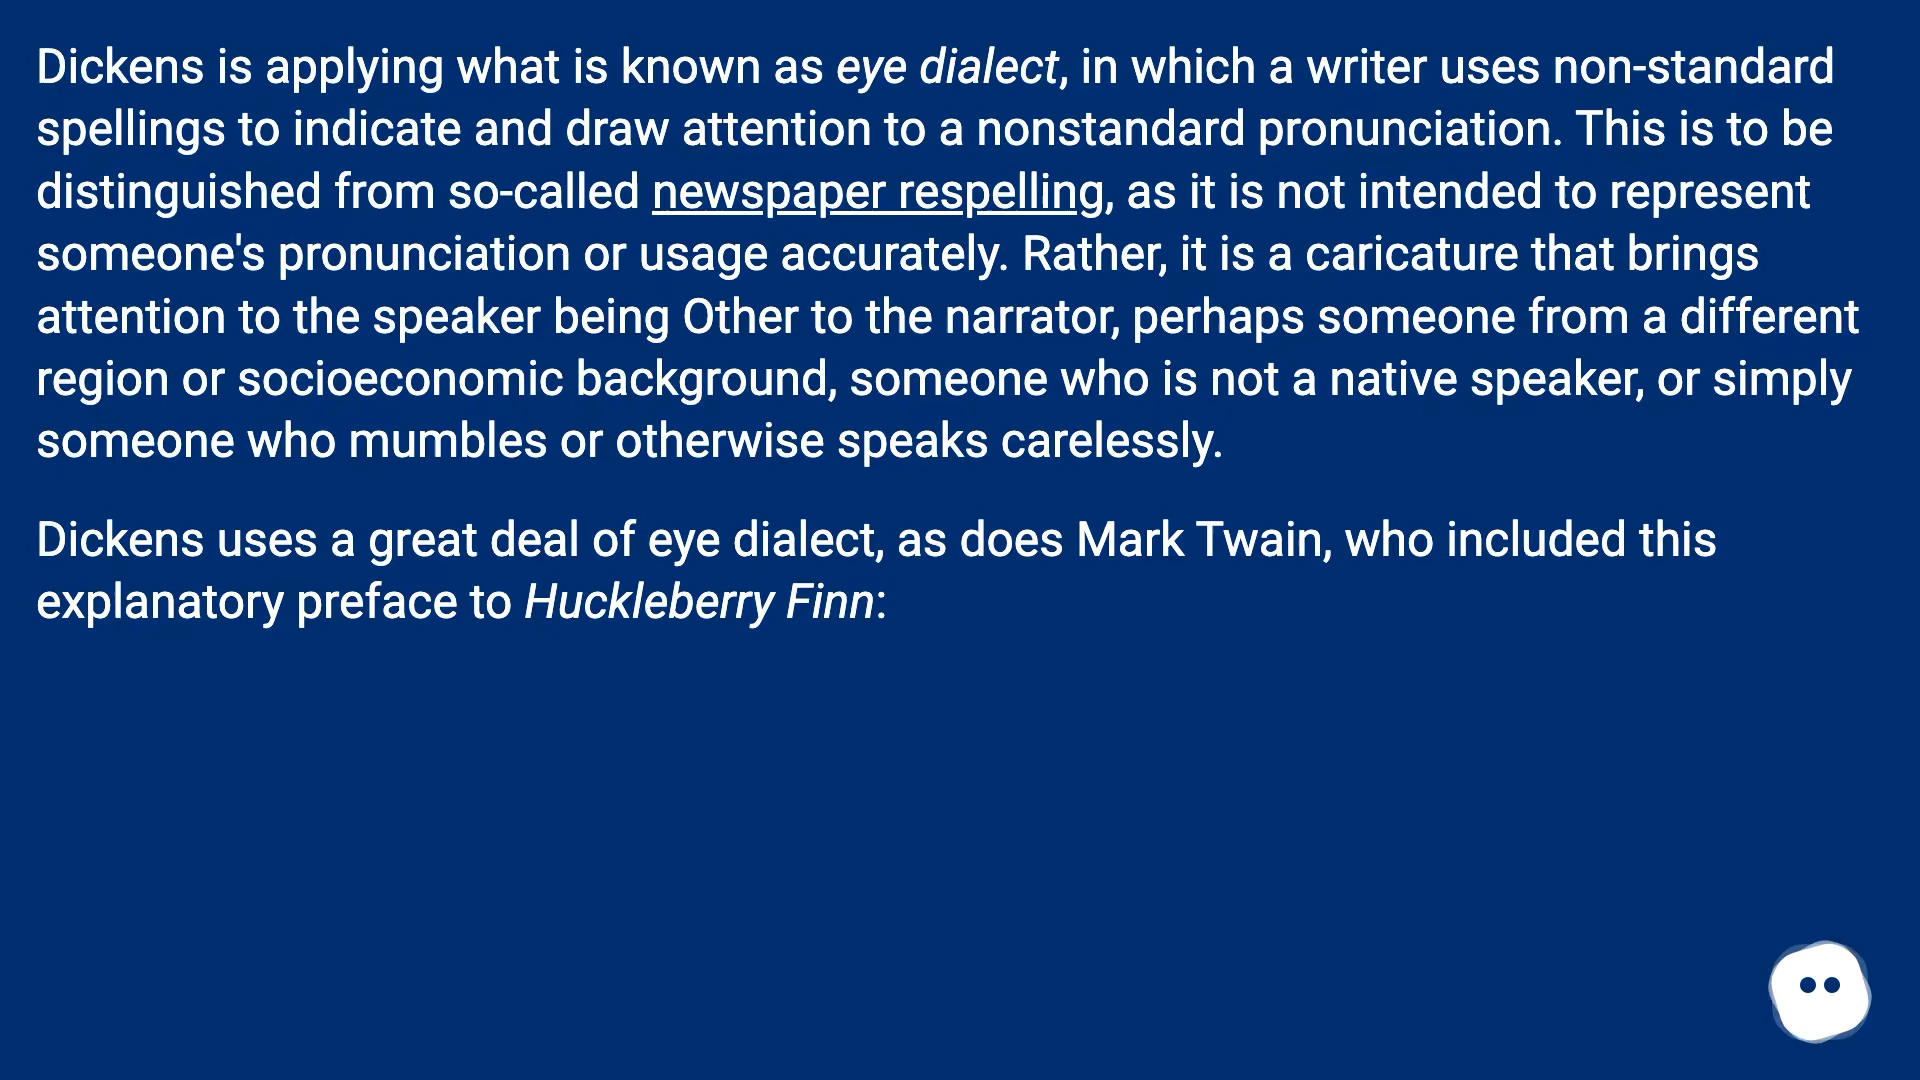 Dickens is applying what is known as eye dialect, in which a writer uses non-standard
spellings to indicate and draw attention to a nonstandard pronunciation. This is to be
distinguished from so-called newspaper respelling, as it is not intended to represent
someone's pronunciation or usage accurately. Rather, it is a caricature that brings
attention to the speaker being Other to the narrator, perhaps someone from a different
region or socioeconomic background, someone who is not a native speaker, or simply
someone who mumbles or otherwise speaks carelessly.
Dickens uses a great deal of eye dialect, as does Mark Twain, who included this
explanatory preface to Huckleberry Finn: